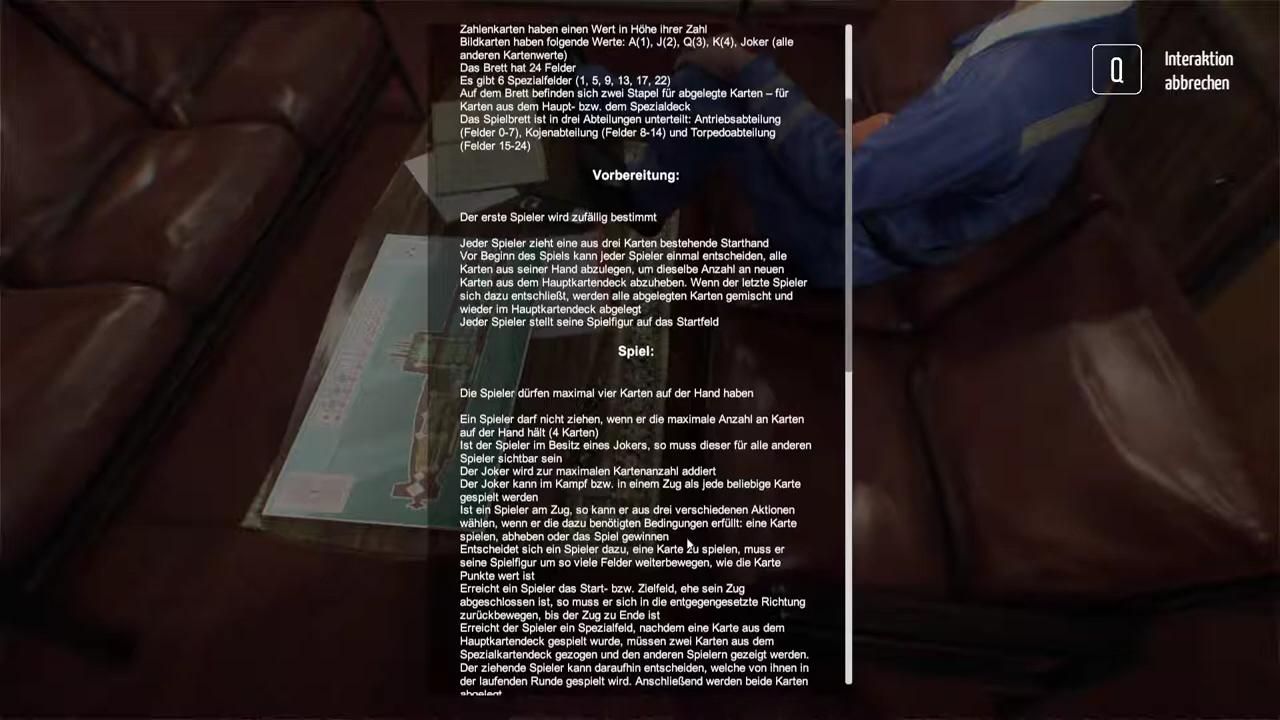 Zahlenkarten haben einen Wert in Höhe ihrer Zahl
Bildkarten haben folgende Werte: A(1), J(2), Q(3), K(4), Joker (alle
anderen Kartenwerte)
Das Brett hat 24 Felder
Es gibt 6 Spezialfelder (1, 5, 9, 13, 17, 22)
Auf dem Brett befinden sich zwei Stapel für abgelegte Karten – für
Karten aus dem Haupt- bzw. dem Spezialdeck
Das Spielbrett ist in drei Abteilungen unterteilt: Antriebsabteilung
(Felder 0-7), Kojenabteilung (Felder 8-14) und Torpedoabteilung
(Felder 15-24)
Vorbereitung:
Der erste Spieler wird zufällig bestimmt
Jeder Spieler zieht eine aus drei Karten bestehende Starthand
Vor Beginn des Spiels kann jeder Spieler einmal entscheiden, alle
Karten aus seiner Hand abzulegen, um dieselbe Anzahl an neuen
Karten aus dem Hauptkartendeck abzuheben. Wenn der letzte Spieler
sich dazu entschließt, werden alle abgelegten Karten gemischt und
wieder im Hauptkartendeck abgelegt
Jeder Spieler stellt seine Spielfigur auf das Startfeld
Spiel:
Die Spieler dürfen maximal vier Karten auf der Hand haben
Ein Spieler darf nicht ziehen, wenn er die maximale Anzahl an Karten
auf der Hand hält (4 Karten)
Ist der Spieler im Besitz eines Jokers, so muss dieser für alle anderen
Spieler sichtbar sein
Der Joker wird zur maximalen Kartenanzahl addiert
Der Joker kann im Kampf bzw. in einem Zug als jede beliebige Karte
gespielt werden
Ist ein Spieler am Zug, so kann er aus drei verschiedenen Aktionen
wählen, wenn er die dazu benötigten Bedingungen erfüllt: eine Karte
spielen, abheben oder das Spiel gewinnen
Entscheidet sich ein Spieler dazu, eine Karte zu spielen, muss er
seine Spielfigur um so viele Felder weiterbewegen, wie die Karte
Punkte wert ist
Erreicht ein Spieler das Start- bzw. Zielfeld, ehe sein Zug
abgeschlossen ist, so muss er sich in die entgegengesetzte Richtung
zurückbewegen, bis der Zug zu Ende ist
Erreicht der Spieler ein Spezialfeld, nachdem eine Karte aus dem
Hauptkartendeck gespielt wurde, müssen zwei Karten aus dem
Spezialkartendeck gezogen und den anderen Spielern gezeigt werden.
Der ziehende Spieler kann daraufhin entscheiden, welche von ihnen in
der laufenden Runde gespielt wird. Anschließend werden beide Karten
abgelegt
Q
Interaktion
abbrechen